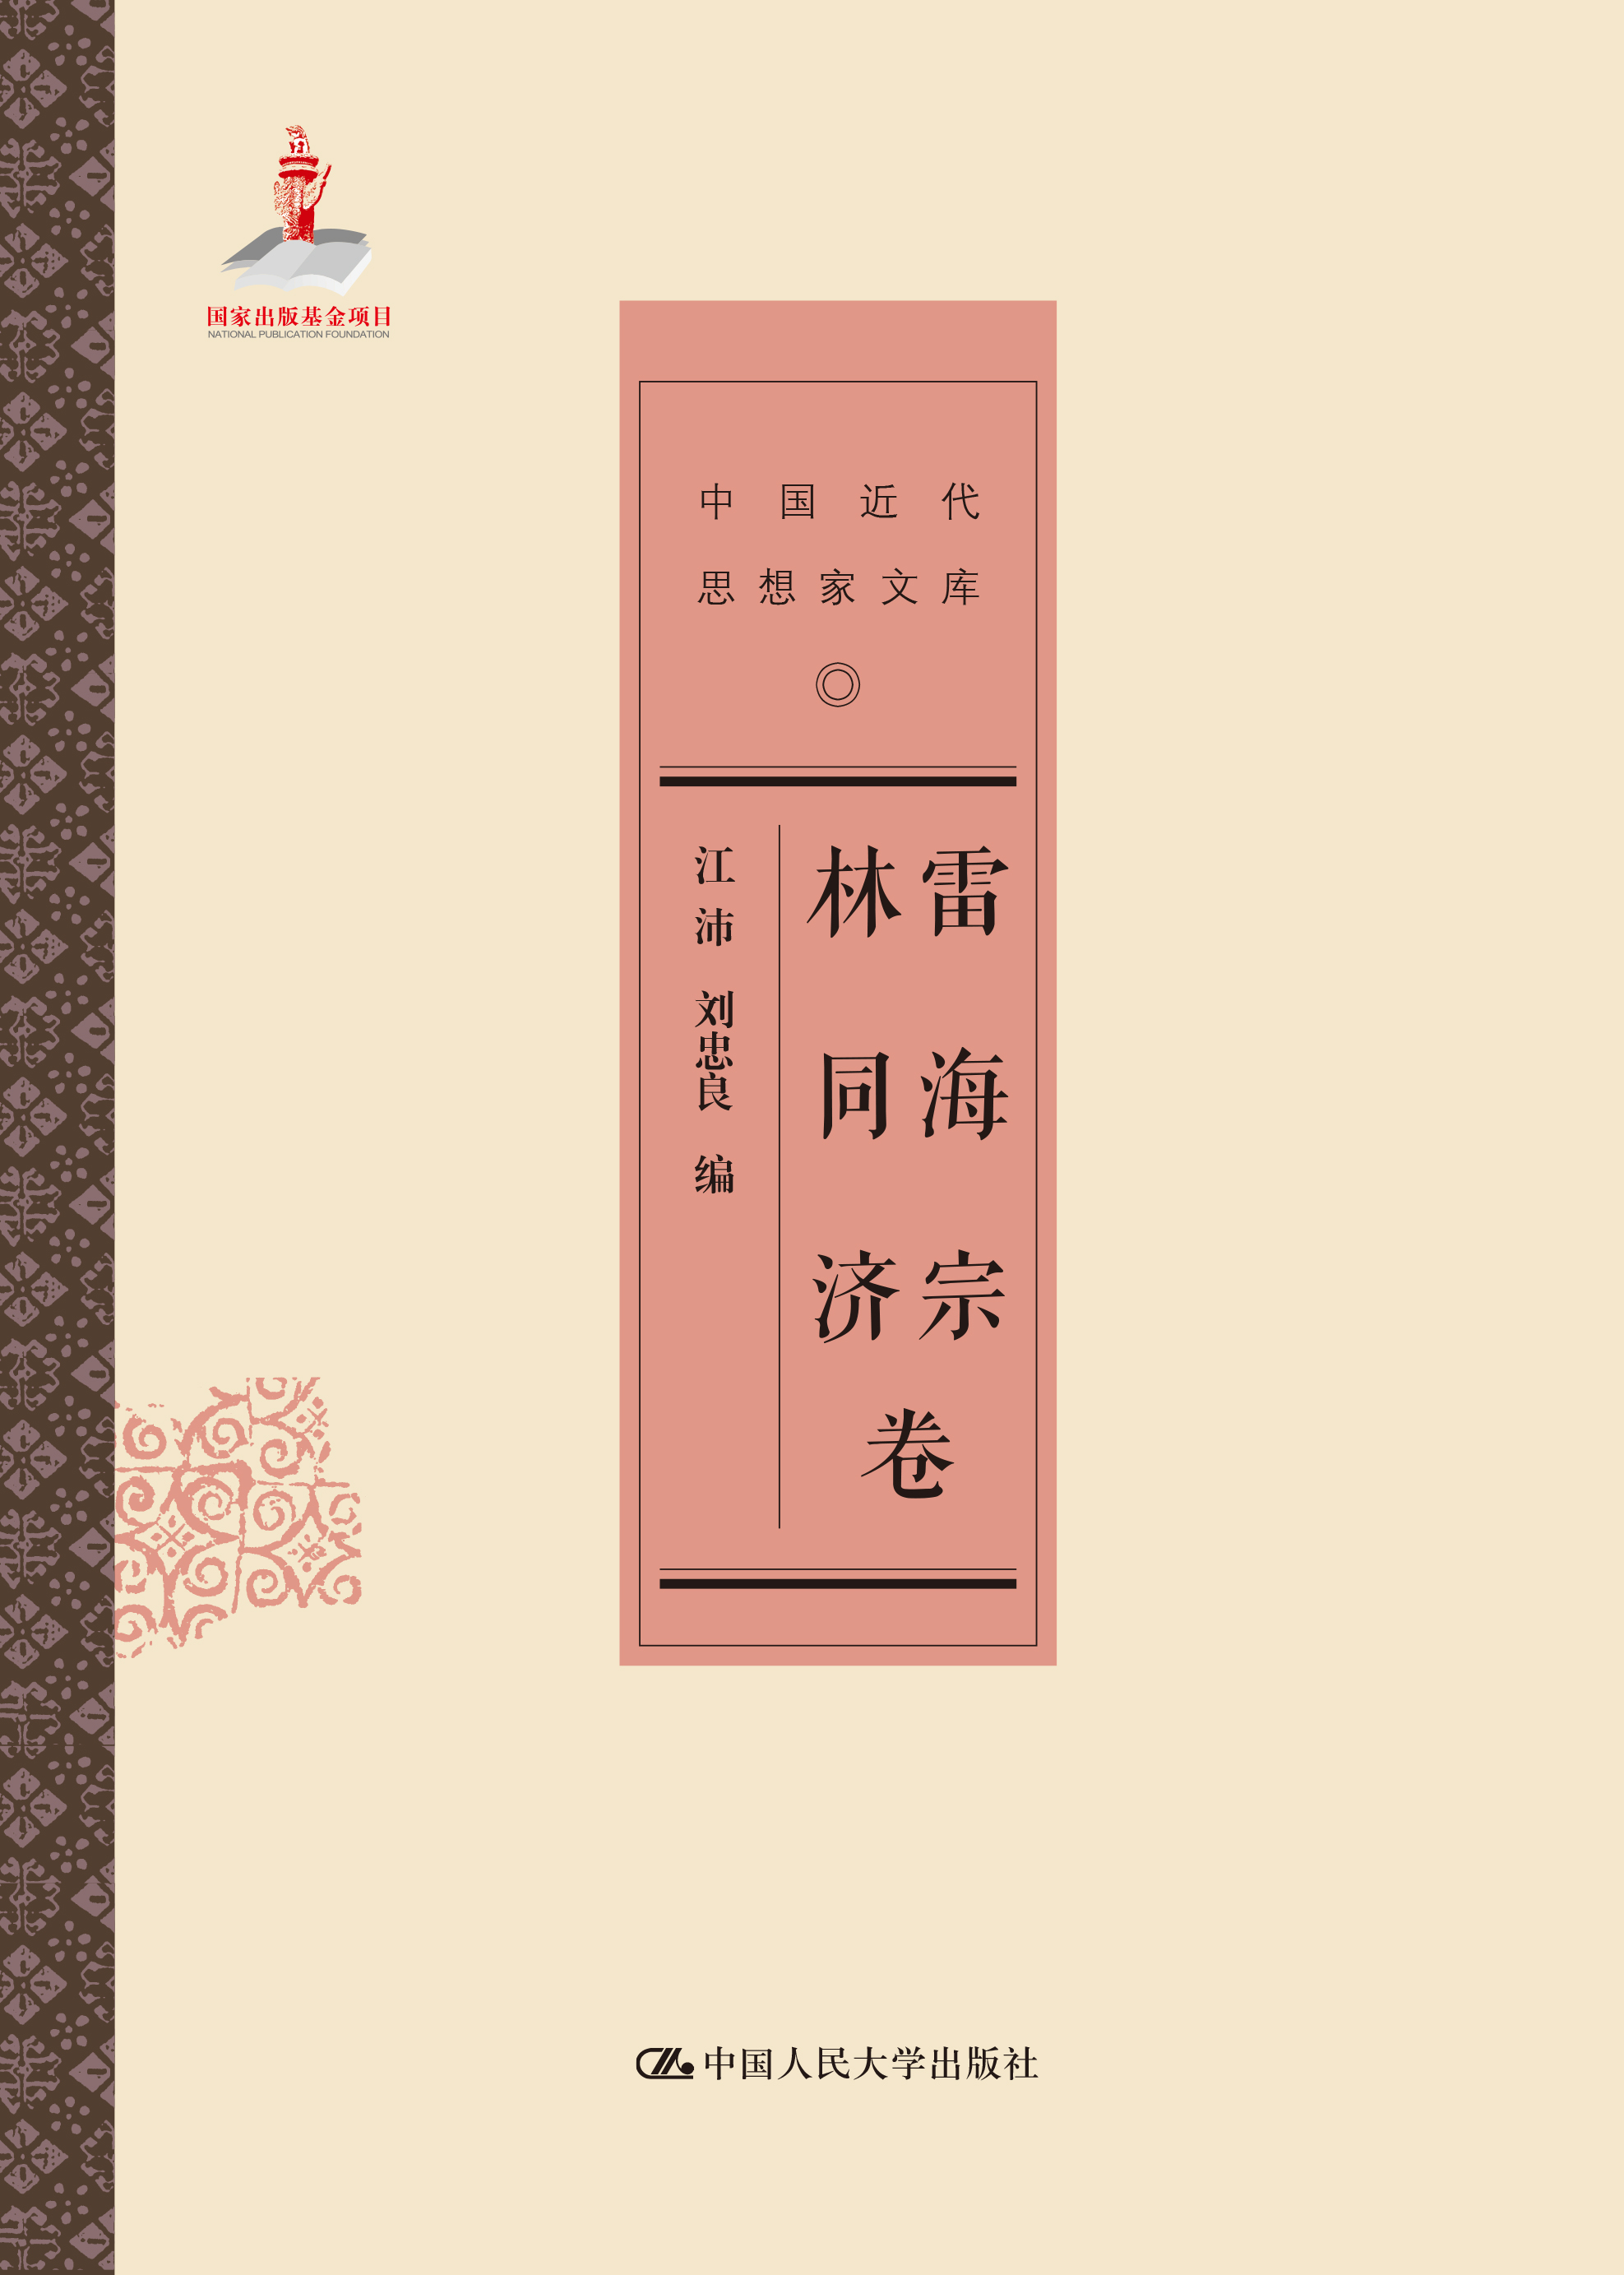 国家出版基金项目
NATIONAL PUBLICATION FOUNDATION
中国近代
思想家文库
◎
雷海宗
林同济
卷
江沛 刘忠良 编
中国人民大学出版社